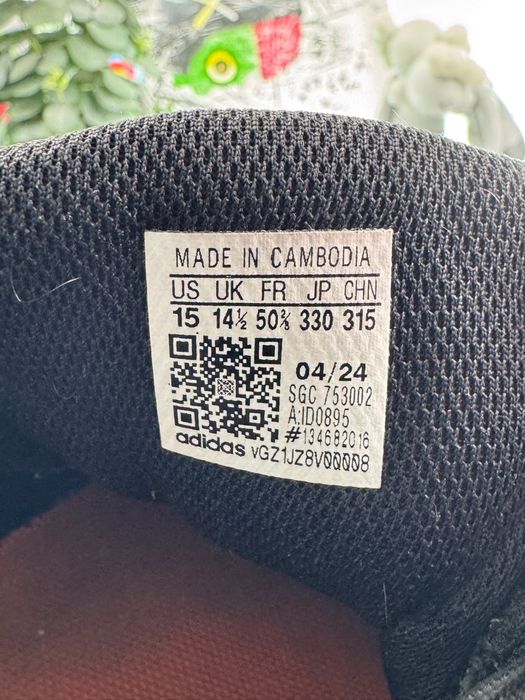 MADE IN CAMBODIA
US UK FR JP CHN
15 14½ 50⅔ 330 315
04/24
SGC 753002
A:ID0895
#134682016
adidas vGZ1JZ8V00008